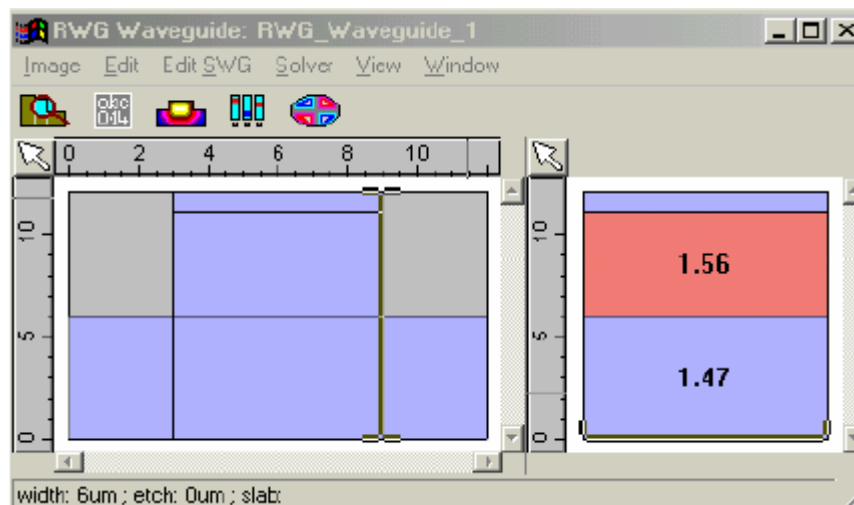 RWG Waveguide: RWG_Waveguide_1
Image Edit Edit SWG Solver View Window
abc
0 2 4 6 8 10
10
5
0
10
5
0
1.56
1.47
width: 6um ; etch: 0um ; slab: